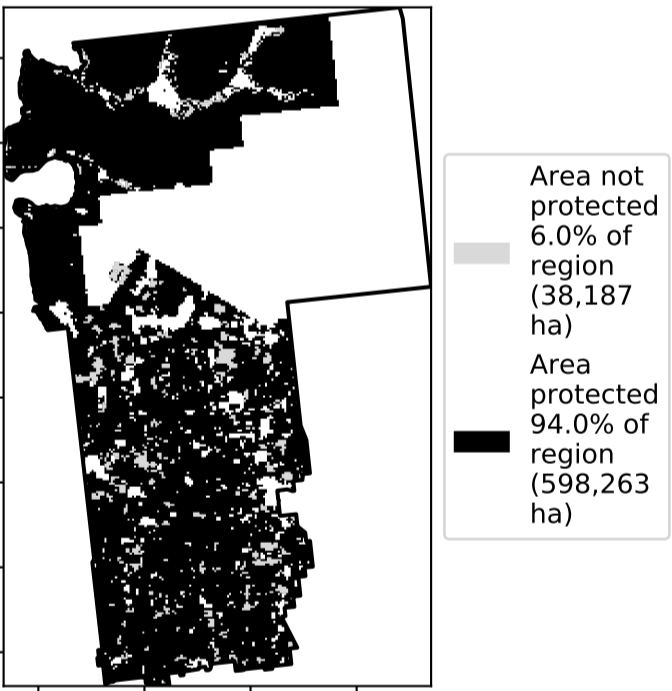 Area not
protected
6.0% of
region
(38,187
ha)
Area
protected
94.0% of
region
(598,263
ha)